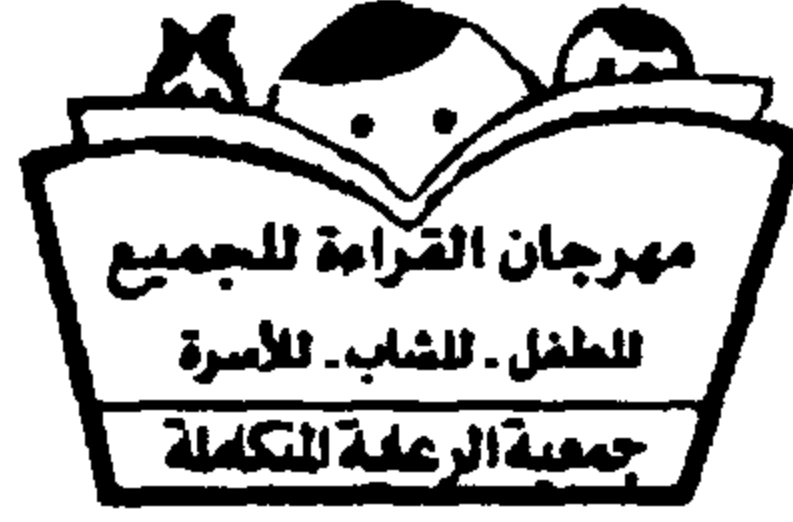 مهرجان القراءة للجميع
للطفل - للشاب - للأسرة
جمعية الرعاية المتكاملة